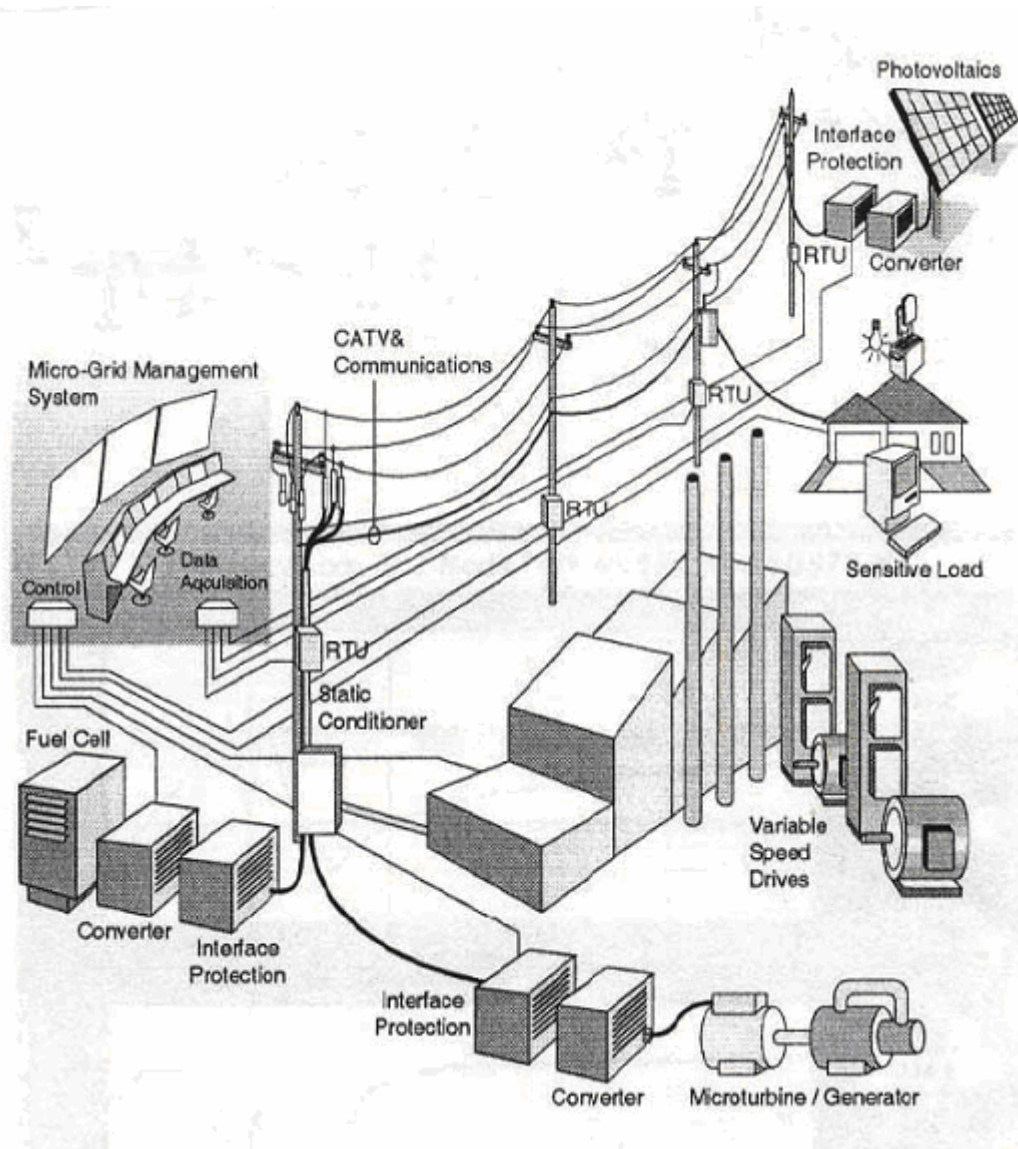 Photovoltaics
Interface
Protection
RTU
Converter
CATV&
Communications
Micro-Grid Management
System
RTU
RTU
Sensitive Load
Data
Aqcuisition
Control
RTU
Static
Conditioner
Fuel Cell
Variable
Speed
Drives
Converter
Interface
Protection
Interface
Protection
Converter
Microturbine / Generator